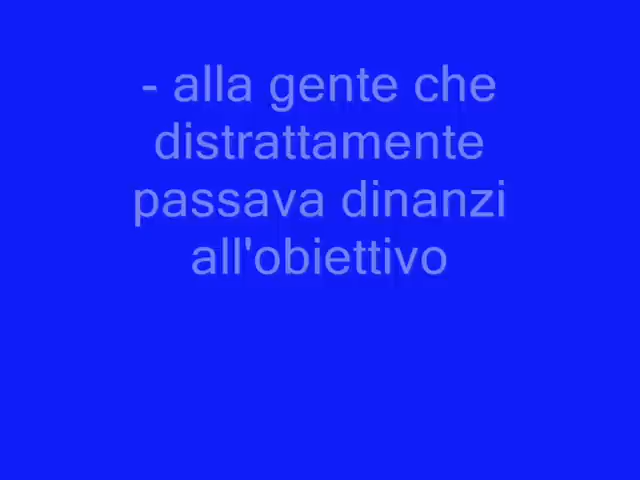 - alla gente che
distrattamente
passava dinanzi
all'obiettivo